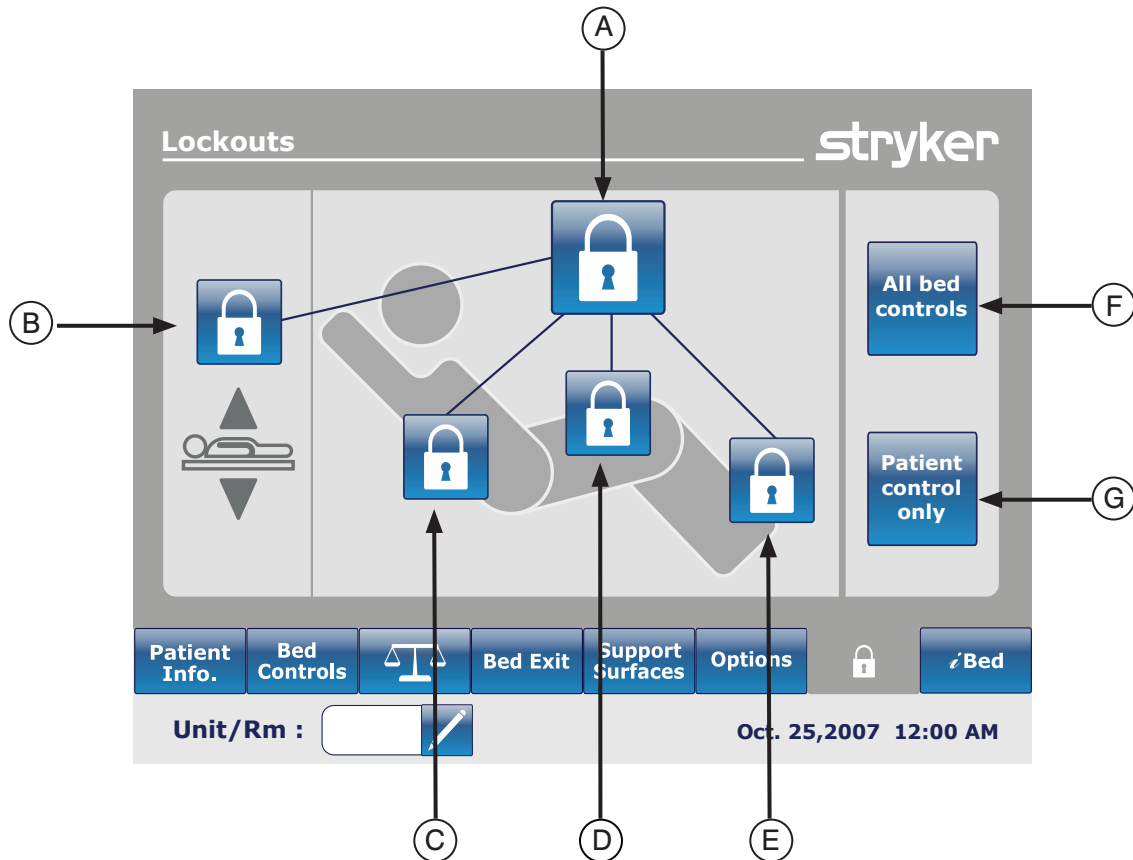 A
Lockouts
stryker
B
All bed
controls
F
Patient
control
only
G
Patient
Info.
Bed
Controls
Bed Exit
Support
Surfaces
Options
iBed
Unit/Rm :
Oct. 25,2007 12:00 AM
C
D
E